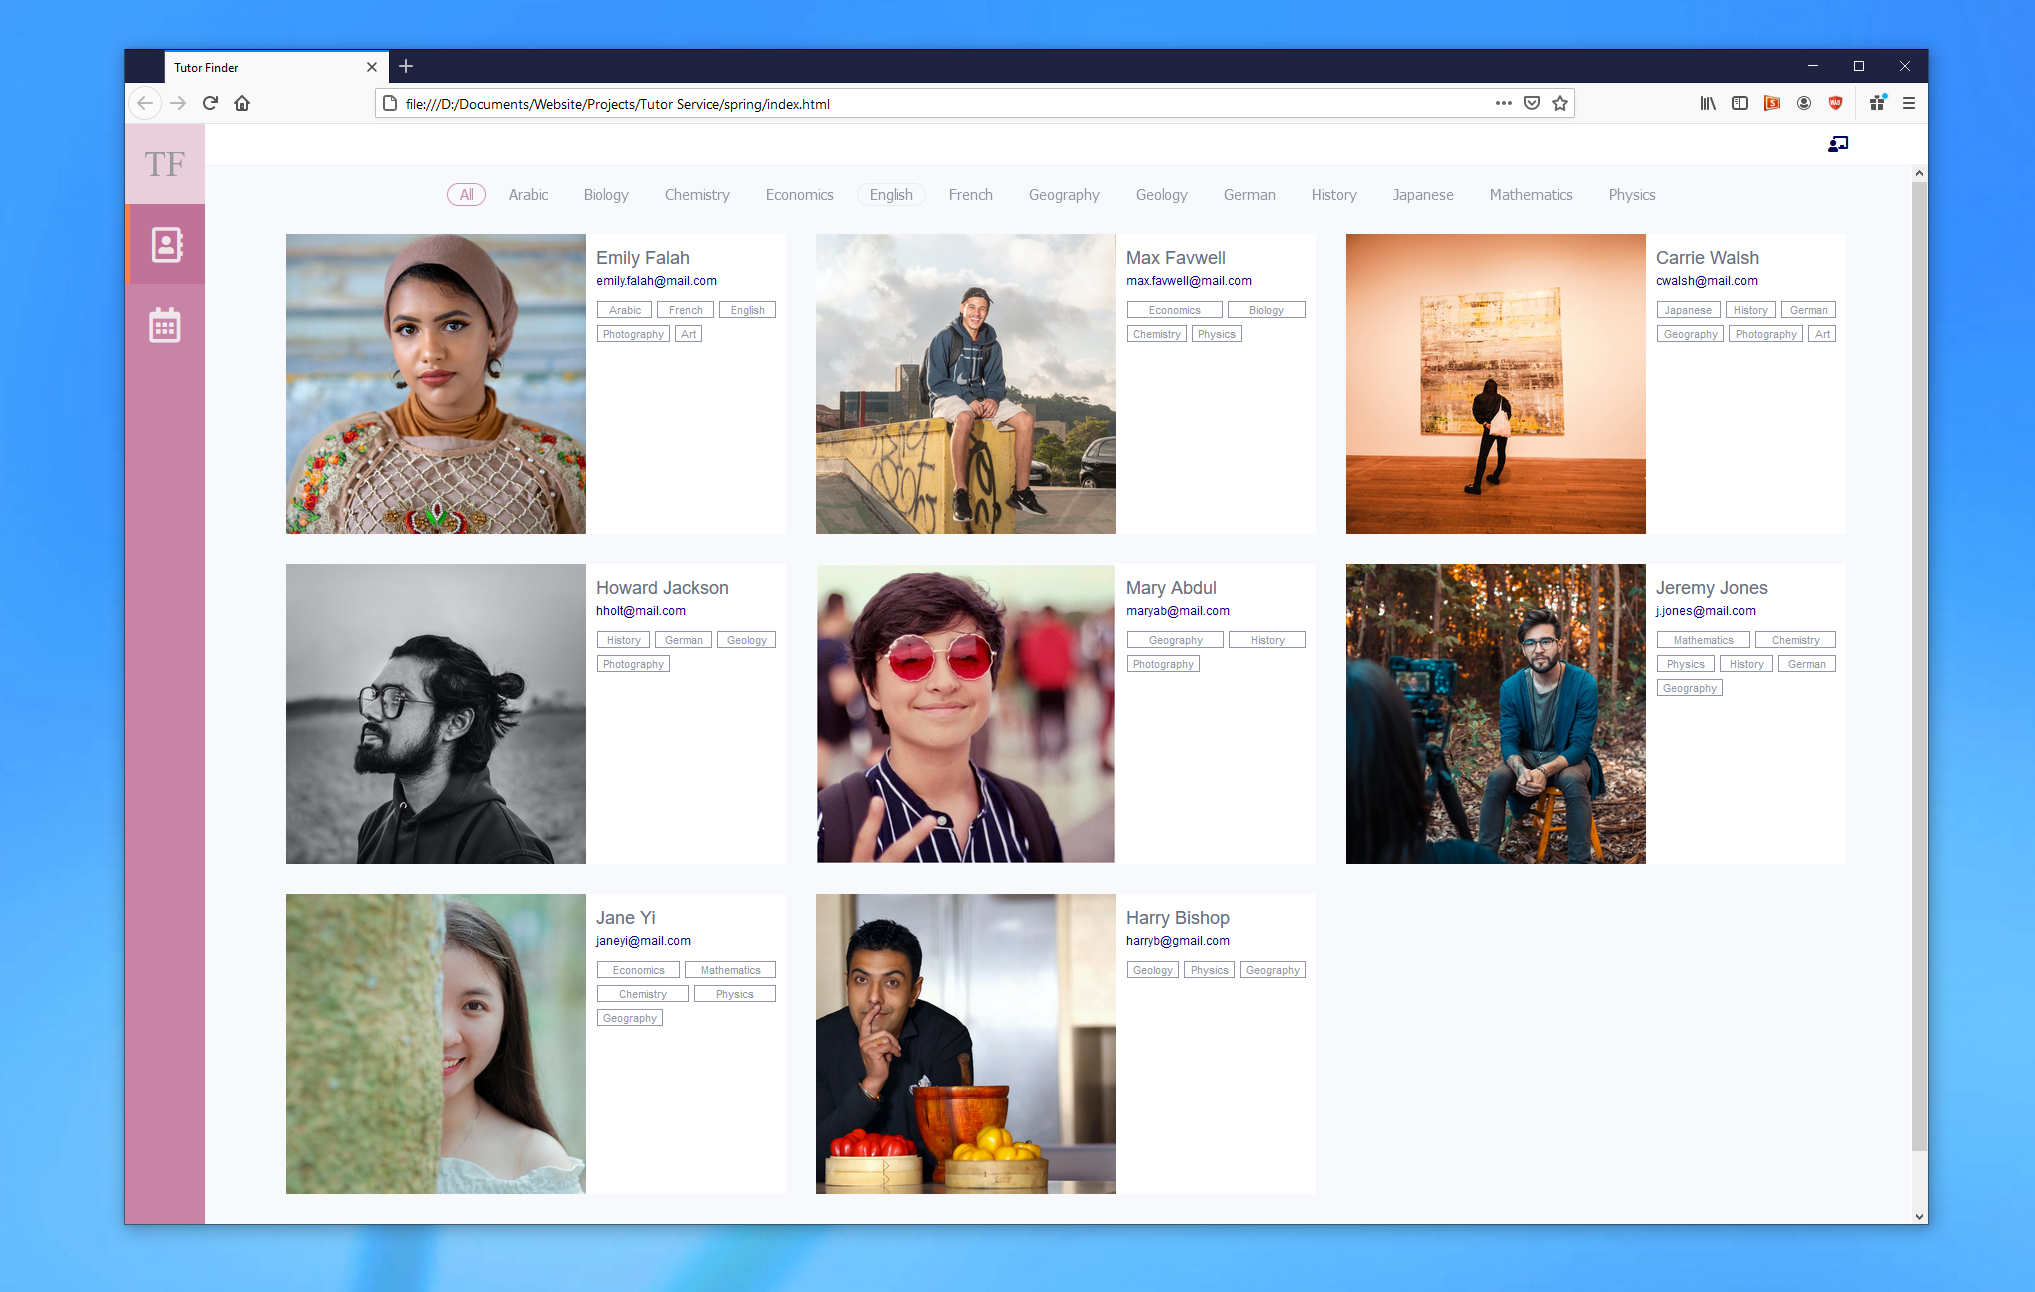 Tutor Finder
file:///D:/Documents/Website/Projects/Tutor Service/spring/index.html
TF
All Arabic Biology Chemistry Economics English French Geography Geology German History Japanese Mathematics Physics
Emily Falah
emily.falah@mail.com
Arabic French English
Photography Art
Max Favwell
max.favwell@mail.com
Economics Biology
Chemistry Physics
Carrie Walsh
cwalsh@mail.com
Japanese History German
Geography Photography Art
Howard Jackson
hholt@mail.com
History German Geology
Photography
Mary Abdul
maryab@mail.com
Geography History
Photography
Jeremy Jones
j.jones@mail.com
Mathematics Chemistry
Physics History German
Geography
Jane Yi
janeyi@mail.com
Economics Mathematics
Chemistry Physics
Geography
Harry Bishop
harryb@gmail.com
Geology Physics Geography